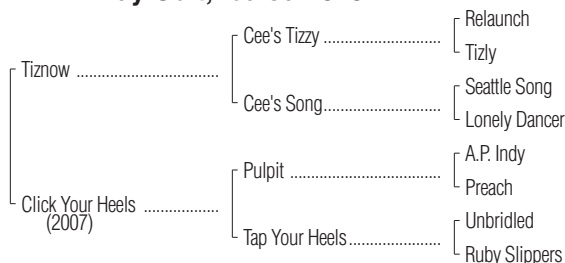 Relaunch
Cee's Tizzy
Tizly
Tiznow
Seattle Song
Cee's Song
Lonely Dancer
A.P. Indy
Pulpit
Preach
Click Your Heels
(2007)
Unbridled
Tap Your Heels
Ruby Slippers